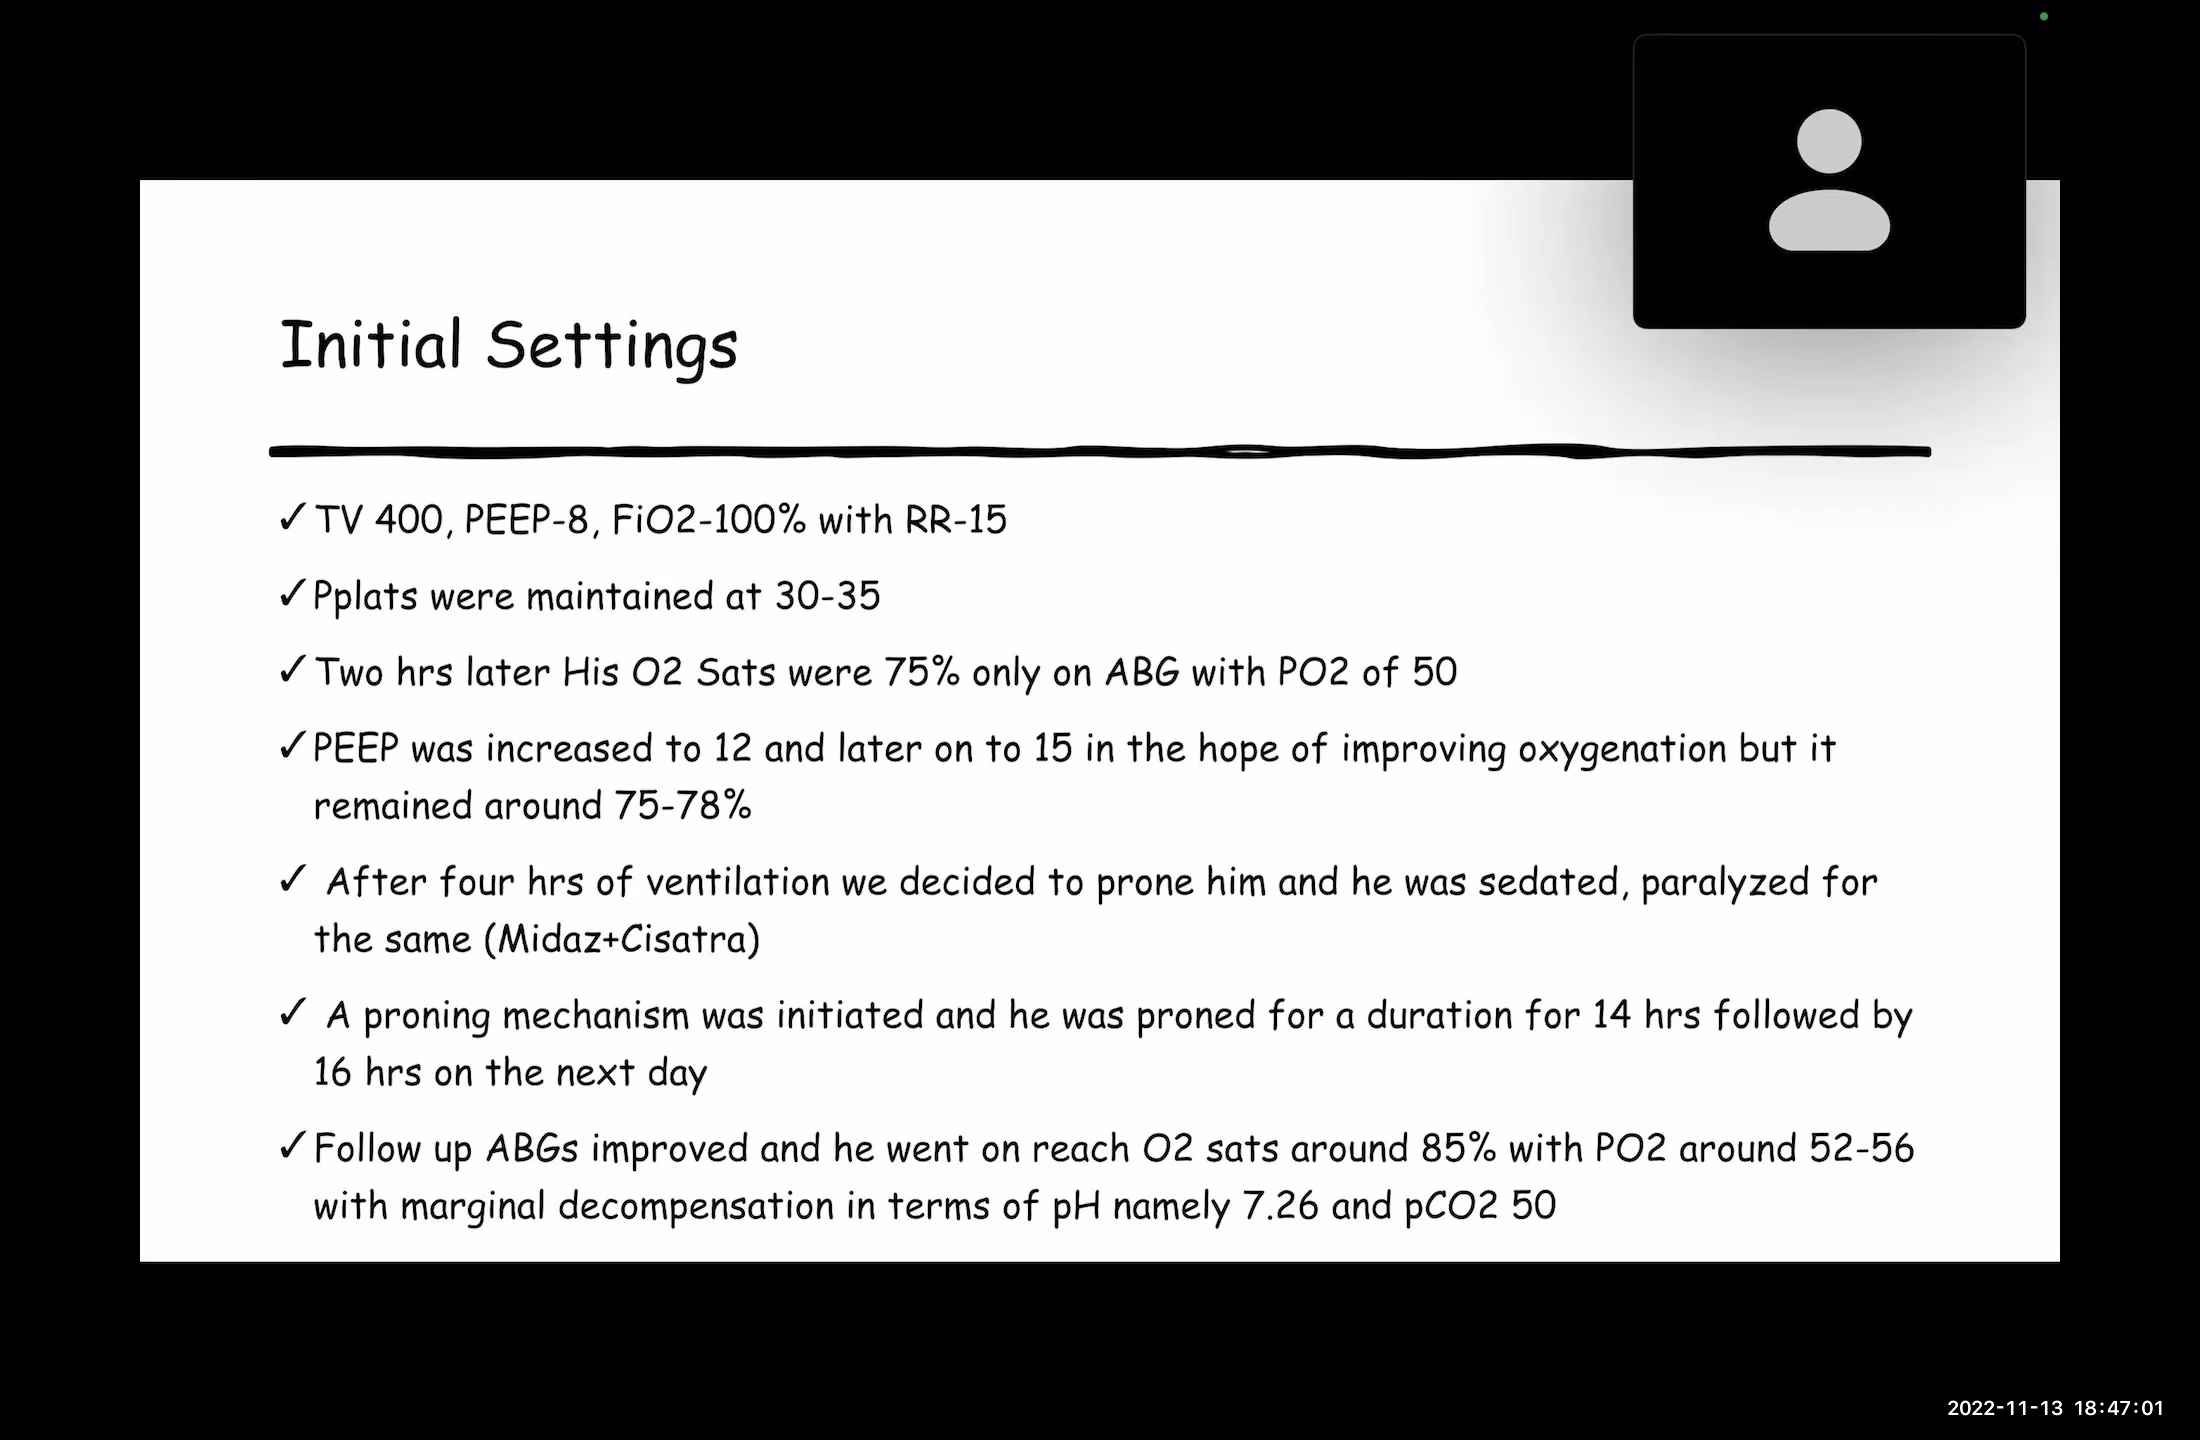 Initial Settings
✓TV 400, PEEP-8, FiO2-100% with RR-15
✓Pplats were maintained at 30-35
✓Two hrs later His O2 Sats were 75% only on ABG with PO2 of 50
✓PEEP was increased to 12 and later on to 15 in the hope of improving oxygenation but it
remained around 75-78%
✓ After four hrs of ventilation we decided to prone him and he was sedated, paralyzed for
the same (Midaz+Cisatra)
✓ A proning mechanism was initiated and he was proned for a duration for 14 hrs followed by
16 hrs on the next day
✓Follow up ABGs improved and he went on reach O2 sats around 85% with PO2 around 52-56
with marginal decompensation in terms of pH namely 7.26 and pCO2 50
2022-11-13 18:47:01